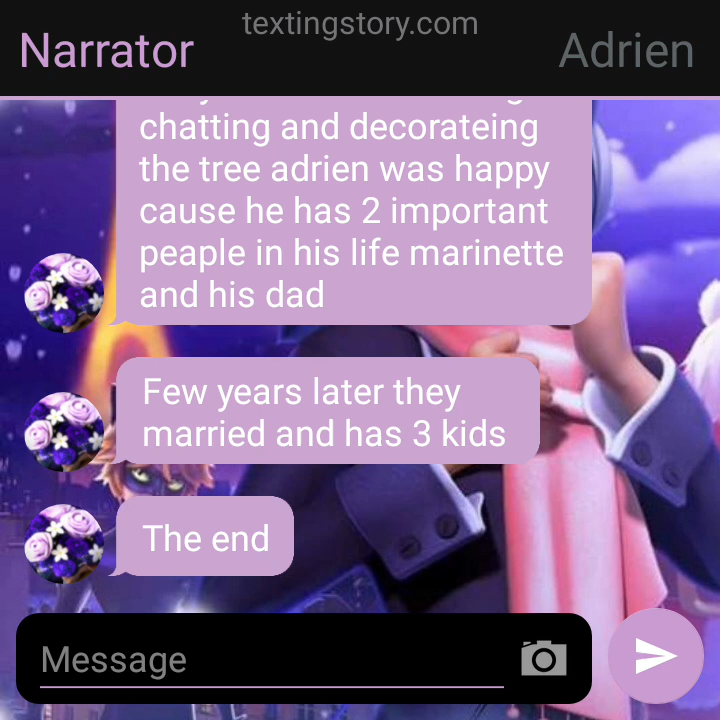 textingstory.com
Narrator
Adrien
chatting and decorateing
the tree adrien was happy
cause he has 2 important
peaple in his life marinette
and his dad
Few years later they
married and has 3 kids
The end
Message